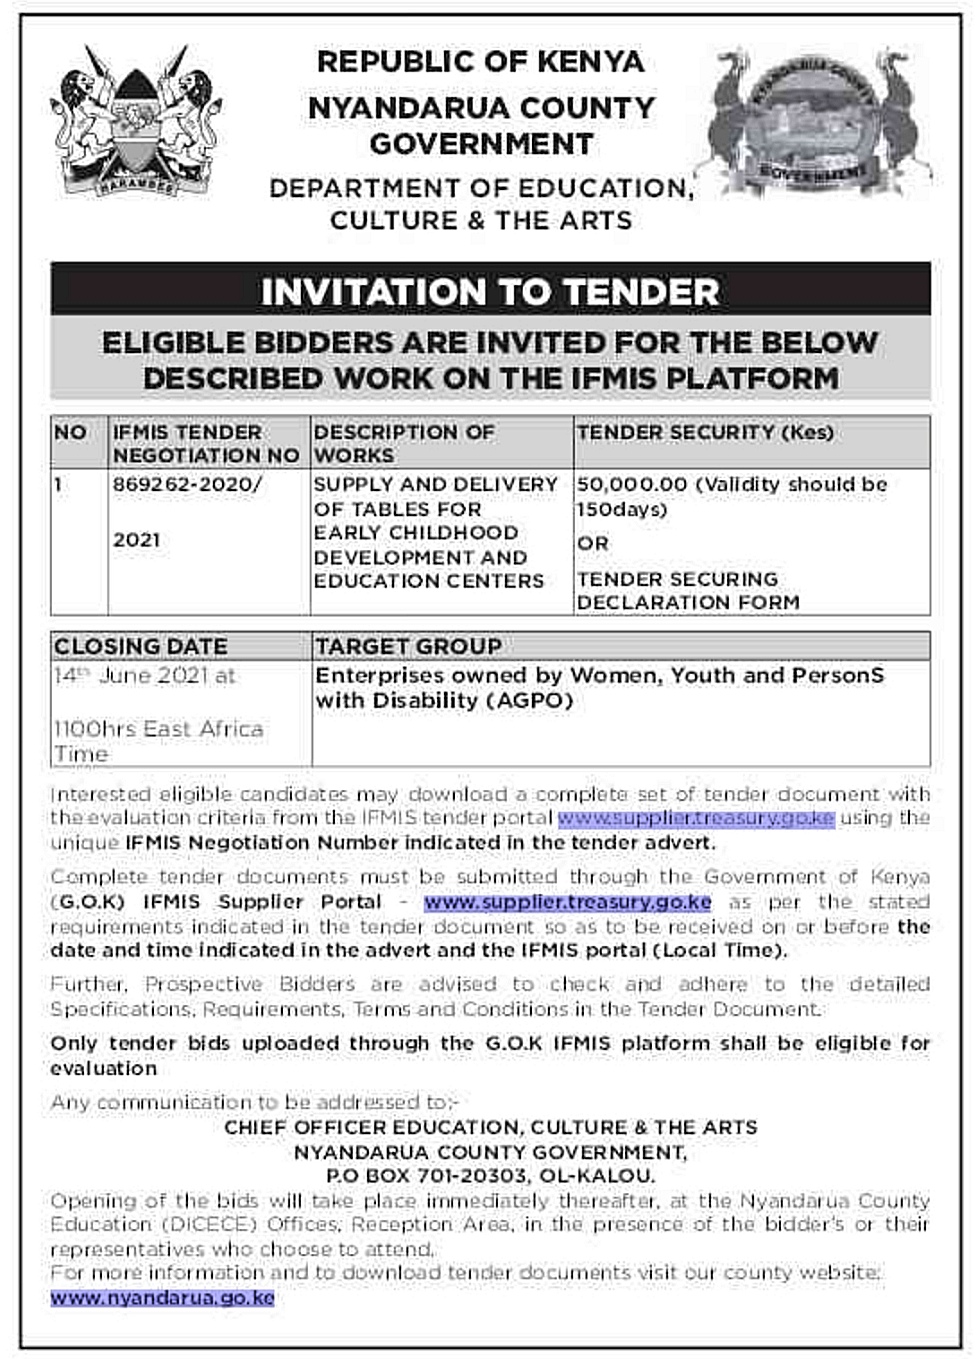 REPUBLIC OF KENYA
NYANDARUA COUNTY
GOVERNMENT
DEPARTMENT OF EDUCATION,
CULTURE & THE ARTS
HARAMBEE
NYANDARUA COUNTY
GOVERNMENT
INVITATION TO TENDER
ELIGIBLE BIDDERS ARE INVITED FOR THE BELOW
DESCRIBED WORK ON THE IFMIS PLATFORM
NO
IFMIS TENDER
NEGOTIATION NO
DESCRIPTION OF
WORKS
TENDER SECURITY (Kes)
1
869262-2020/
2021
SUPPLY AND DELIVERY
OF TABLES FOR
EARLY CHILDHOOD
DEVELOPMENT AND
EDUCATION CENTERS
50,000.00 (Validity should be
150days)
OR
TENDER SECURING
DECLARATION FORM
CLOSING DATE
TARGET GROUP
14th June 2021 at
1100hrs East Africa
Time
Enterprises owned by Women, Youth and PersonS
with Disability (AGPO)
Interested eligible candidates may download a complete set of tender document with
the evaluation criteria from the IFMIS tender portal www.supplier.treasury.go.ke using the
unique IFMIS Negotiation Number indicated in the tender advert.
Complete tender documents must be submitted through the Government of Kenya
(G.O.K) IFMIS Supplier Portal - www.supplier.treasury.go.ke as per the stated
requirements indicated in the tender document so as to be received on or before the
date and time indicated in the advert and the IFMIS portal (Local Time).
Further, Prospective Bidders are advised to check and adhere to the detailed
Specifications, Requirements, Terms and Conditions in the Tender Document.
Only tender bids uploaded through the G.O.K IFMIS platform shall be eligible for
evaluation
Any communication to be addressed to;-
CHIEF OFFICER EDUCATION, CULTURE & THE ARTS
NYANDARUA COUNTY GOVERNMENT,
P.O BOX 701-20303, OL-KALOU.
Opening of the bids will take place immediately thereafter, at the Nyandarua County
Education (DICECE) Offices, Reception Area, in the presence of the bidder's or their
representatives who choose to attend.
For more information and to download tender documents visit our county website:
www.nyandarua.go.ke